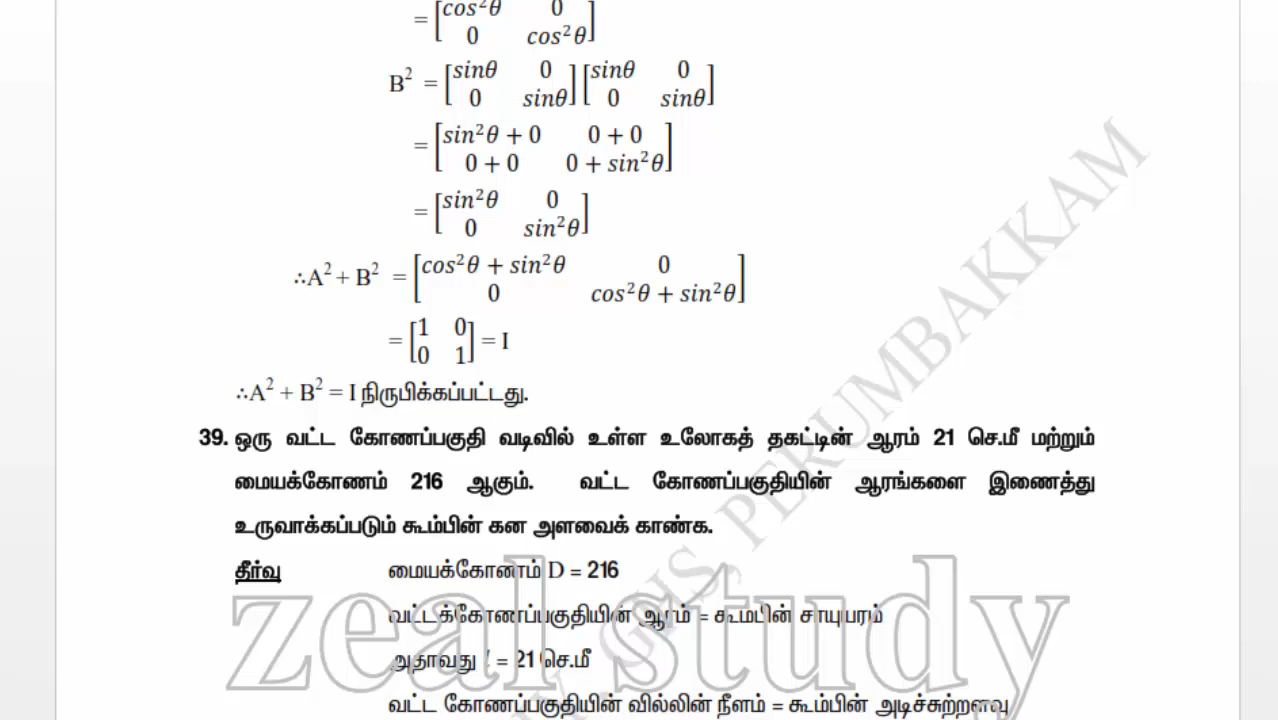 = [cos²θ 0
0 cos²θ]
B² = [sinθ 0 [sinθ 0
0 sinθ] 0 sinθ]
= [sin²θ + 0 0 + 0
0 + 0 0 + sin²θ]
= [sin²θ 0
0 sin²θ]
∴A² + B² = [cos²θ + sin²θ 0
0 cos²θ + sin²θ]
= [1 0
0 1] = I
∴A² + B² = I நிருபிக்கப்பட்டது.
39. ஒரு வட்ட கோணப்பகுதி வடிவில் உள்ள உலோகத் தகட்டின் ஆரம் 21 செ.மீ மற்றும்
மையக்கோணம் 216 ஆகும். வட்ட கோணப்பகுதியின் ஆரங்களை இணைத்து
உருவாக்கப்படும் கூம்பின் கன அளவைக் காண்க.
தீர்வு மையக்கோணம் D = 216
வட்டக்கோணப்பகுதியின் ஆரம் = கூம்பின் சாயுயரம்
அதாவது l = 21 செ.மீ
வட்ட கோணப்பகுதியின் வில்லின் நீளம் = கூம்பின் அடிச்சுற்றளவு
zeal study
GHS, PERUMBAKKAM